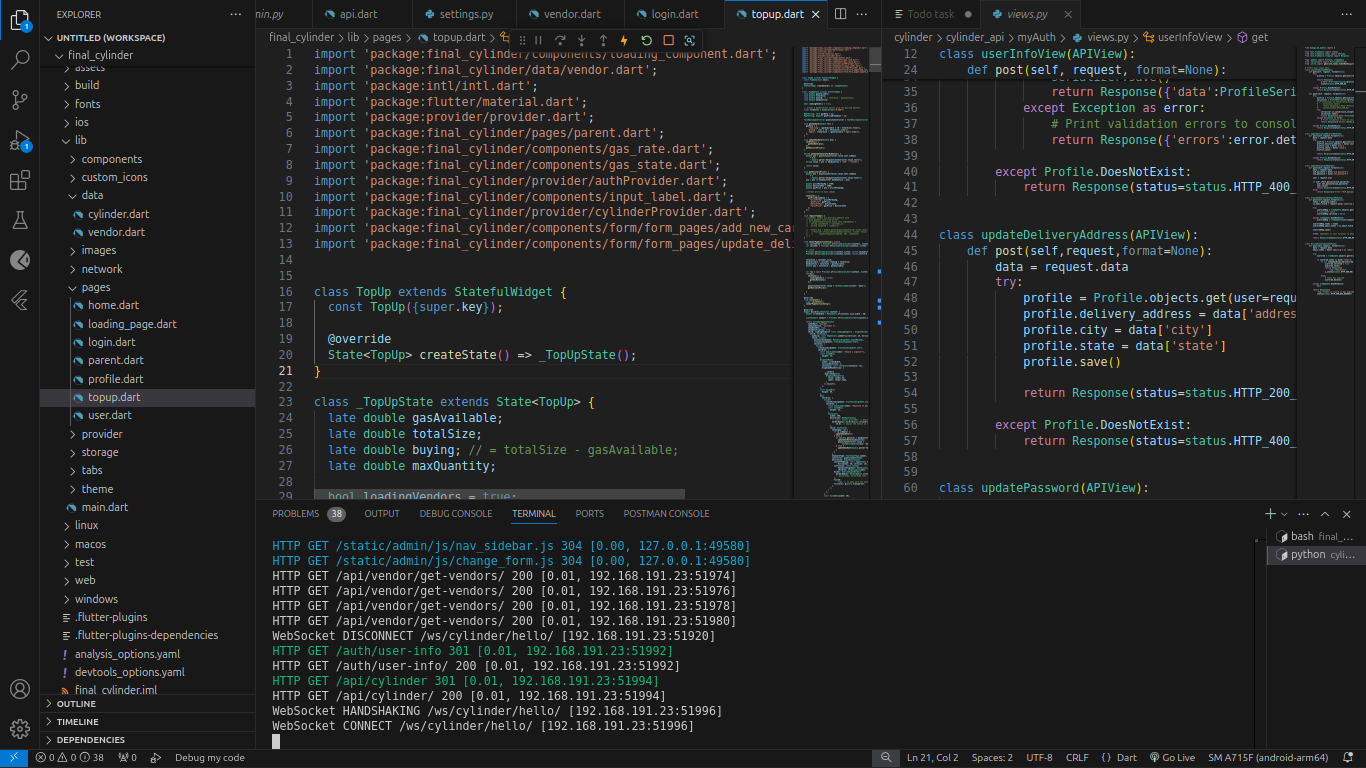 EXPLORER
UNTITLED (WORKSPACE)
final_cylinder
assets
build
fonts
ios
lib
components
custom_icons
data
cylinder.dart
vendor.dart
images
network
pages
home.dart
loading_page.dart
login.dart
parent.dart
profile.dart
topup.dart
user.dart
provider
storage
tabs
theme
main.dart
linux
macos
test
web
windows
.flutter-plugins
.flutter-plugins-dependencies
analysis_options.yaml
devtools_options.yaml
final_cylinder.iml
OUTLINE
TIMELINE
DEPENDENCIES
api.dart settings.py vendor.dart login.dart topup.dart
final_cylinder > lib > pages > topup.dart >
1 import 'package:final_cylinder/components/loading_component.dart';
2 import 'package:final_cylinder/data/vendor.dart';
3 import 'package:intl/intl.dart';
4 import 'package:flutter/material.dart';
5 import 'package:provider/provider.dart';
6 import 'package:final_cylinder/pages/parent.dart';
7 import 'package:final_cylinder/components/gas_rate.dart';
8 import 'package:final_cylinder/components/gas_state.dart';
9 import 'package:final_cylinder/provider/authProvider.dart';
10 import 'package:final_cylinder/components/input_label.dart';
11 import 'package:final_cylinder/provider/cylinderProvider.dart';
12 import 'package:final_cylinder/components/form/form_pages/add_new_car
13 import 'package:final_cylinder/components/form/form_pages/update_deli
14
15
16 class TopUp extends StatefulWidget {
17 const TopUp({super.key});
18
19 @override
20 State<TopUp> createState() => _TopUpState();
21 }
22
23 class _TopUpState extends State<TopUp> {
24 late double gasAvailable;
25 late double totalSize;
26 late double buying; // = totalSize - gasAvailable;
27 late double maxQuantity;
28
29 bool loadingVendors = true;
Todo task views.py
cylinder > cylinder_api > myAuth > views.py > userInfoView > get
12 class userInfoView(APIView):
24 def post(self, request, format=None):
35 return Response({'data':ProfileSeri
36 except Exception as error:
37 # Print validation errors to consol
38 return Response({'errors':error.det
39
40 except Profile.DoesNotExist:
41 return Response(status=status.HTTP_400_
42
43
44 class updateDeliveryAddress(APIView):
45 def post(self,request,format=None):
46 data = request.data
47 try:
48 profile = Profile.objects.get(user=requ
49 profile.delivery_address = data['addres
50 profile.city = data['city']
51 profile.state = data['state']
52 profile.save()
53
54 return Response(status=status.HTTP_200_
55
56 except Profile.DoesNotExist:
57 return Response(status=status.HTTP_400_
58
59
60 class updatePassword(APIView):
PROBLEMS 38 OUTPUT DEBUG CONSOLE TERMINAL PORTS POSTMAN CONSOLE
HTTP GET /static/admin/js/nav_sidebar.js 304 [0.00, 127.0.0.1:49580]
HTTP GET /static/admin/js/change_form.js 304 [0.00, 127.0.0.1:49580]
HTTP GET /api/vendor/get-vendors/ 200 [0.01, 192.168.191.23:51974]
HTTP GET /api/vendor/get-vendors/ 200 [0.01, 192.168.191.23:51976]
HTTP GET /api/vendor/get-vendors/ 200 [0.01, 192.168.191.23:51978]
HTTP GET /api/vendor/get-vendors/ 200 [0.01, 192.168.191.23:51980]
WebSocket DISCONNECT /ws/cylinder/hello/ [192.168.191.23:51920]
HTTP GET /auth/user-info 301 [0.01, 192.168.191.23:51992]
HTTP GET /auth/user-info/ 200 [0.01, 192.168.191.23:51992]
HTTP GET /api/cylinder 301 [0.01, 192.168.191.23:51994]
HTTP GET /api/cylinder/ 200 [0.01, 192.168.191.23:51994]
WebSocket HANDSHAKING /ws/cylinder/hello/ [192.168.191.23:51996]
WebSocket CONNECT /ws/cylinder/hello/ [192.168.191.23:51996]
bash final_...
python cyli...
0 0 38 0 Debug my code Ln 21, Col 2 Spaces: 2 UTF-8 CRLF {} Dart Go Live SM A715F (android-arm64)